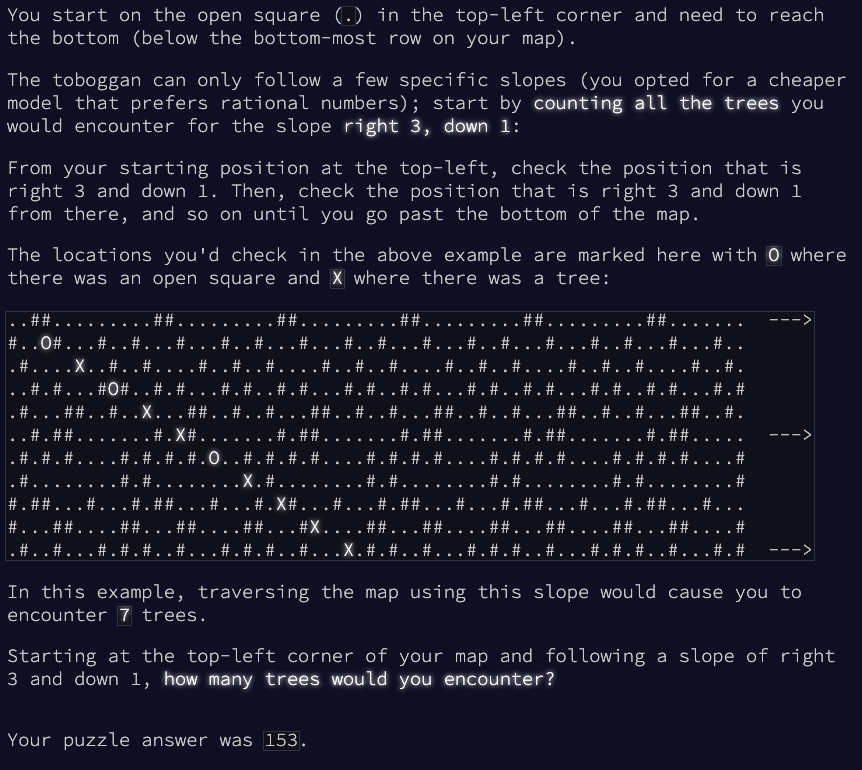 You start on the open square (.) in the top-left corner and need to reach
the bottom (below the bottom-most row on your map).
The toboggan can only follow a few specific slopes (you opted for a cheaper
model that prefers rational numbers); start by counting all the trees you
would encounter for the slope right 3, down 1:
From your starting position at the top-left, check the position that is
right 3 and down 1. Then, check the position that is right 3 and down 1
from there, and so on until you go past the bottom of the map.
The locations you'd check in the above example are marked here with O where
there was an open square and X where there was a tree:
..##.........##.........##.........##.........##.........##.......  --->
#..O#...#..#...#...#..#...#...#..#...#...#..#...#...#..#...#...#..
.#....X..#..#....#..#..#....#..#..#....#..#..#....#..#..#....#..#.
..#.#...#O#..#.#...#.#..#.#...#.#..#.#...#.#..#.#...#.#..#.#...#.#
.#...##..#..X...##..#..#...##..#..#...##..#..#...##..#..#...##..#.
..#.##.......#.X#.......#.##.......#.##.......#.##.......#.##.....  --->
.#.#.#....#.#.#.#.O..#.#.#.#....#.#.#.#....#.#.#.#....#.#.#.#....#
.#........#.#........X.#........#.#........#.#........#.#........#
#.##...#...#.##...#...#.X#...#...#.##...#...#.##...#...#.##...#...
#...##....##...##....##...#X....##...##....##...##....##...##....#
.#..#...#.#.#..#...#.#.#..#...X.#.#..#...#.#.#..#...#.#.#..#...#.#  --->
In this example, traversing the map using this slope would cause you to
encounter 7 trees.
Starting at the top-left corner of your map and following a slope of right
3 and down 1, how many trees would you encounter?
Your puzzle answer was 153.